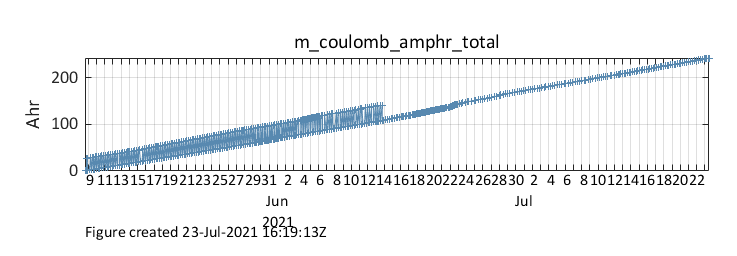 m_coulomb_amphr_total
200
100
0
Ahr
9 11 13 15 17 19 21 23 25 27 29 31 2 4 6 8 10 12 14 16 18 20 22 24 26 28 30 2 4 6 8 10 12 14 16 18 20 22
Jun Jul
2021
Figure created 23-Jul-2021 16:19:13Z